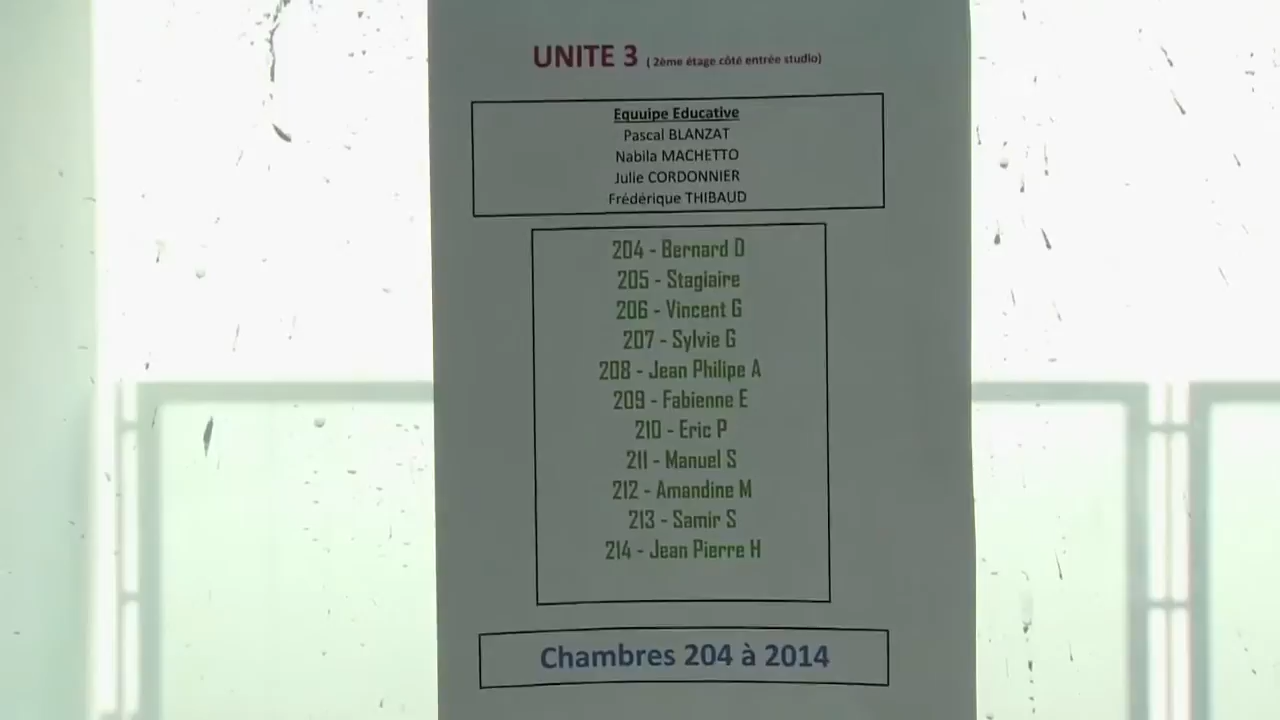 UNITE 3 ( 2ème étage côté entrée studio)
Equuipe Educative
Pascal BLANZAT
Nabila MACHETTO
Julie CORDONNIER
Frédérique THIBAUD
204 - Bernard D
205 - Stagiaire
206 - Vincent G
207 - Sylvie G
208 - Jean Philipe A
209 - Fabienne E
210 - Eric P
211 - Manuel S
212 - Amandine M
213 - Samir S
214 - Jean Pierre H
Chambres 204 à 2014